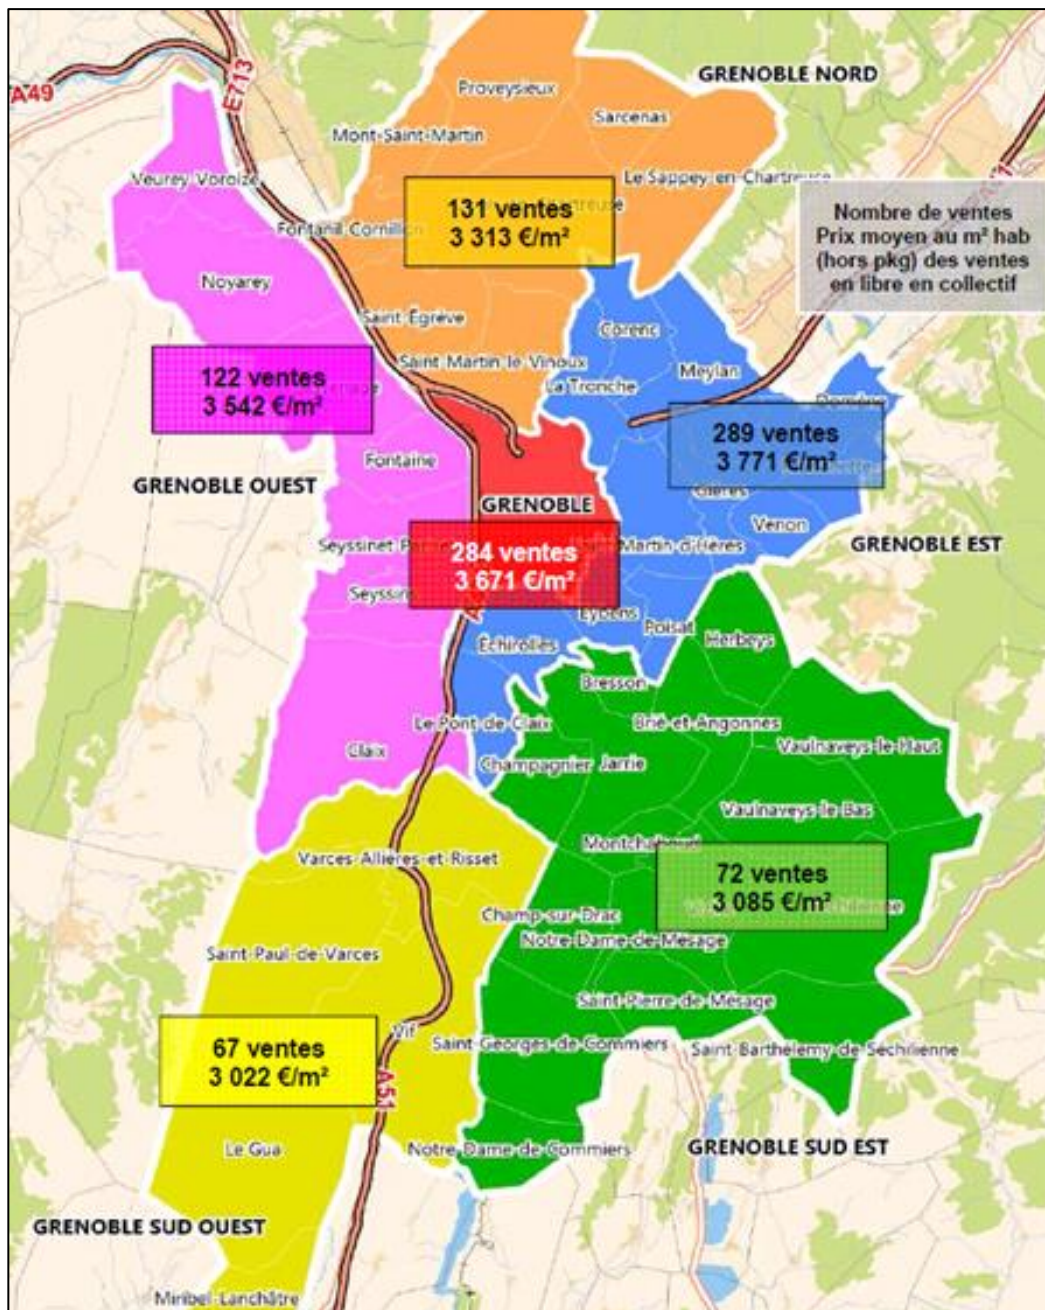 GRENOBLE NORD
A49
E713
Proveysieux
Sarcenas
Mont-Saint-Martin
Le Sappey-en-Chartreuse
Veurey-Voroize
131 ventes
3 313 €/m²
Nombre de ventes
Prix moyen au m² hab
(hors pkg) des ventes
en libre en collectif
Fontanil-Cornillon
Noyarey
Saint-Égrève
Corenc
Saint-Martin-le-Vinoux
Meylan
La Tronche
122 ventes
3 542 €/m²
Domène
289 ventes
3 771 €/m²
Fontaine
GRENOBLE OUEST
GRENOBLE
Gières
Venon
GRENOBLE EST
Seyssinet
Martin-d'Hères
284 ventes
3 671 €/m²
Seyssin
Eybens
Poisat
Échirolles
Herbeys
Bresson
Le Pont-de-Claix
Brié-et-Angonnes
Vaulnaveys-le-Haut
Claix
Champagnier
Jarrie
Vaulnaveys-le-Bas
Montchaboud
Varces-Allières-et-Risset
72 ventes
3 085 €/m²
Champ-sur-Drac
Notre-Dame-de-Mésage
Saint-Paul-de-Varces
Saint-Pierre-de-Mésage
Vif
Saint-Georges-de-Commiers
Saint-Barthélemy-de-Séchilienne
67 ventes
3 022 €/m²
A51
Le Gua
Notre-Dame-de-Commiers
GRENOBLE SUD EST
GRENOBLE SUD OUEST
Miribel-Lanchâtre